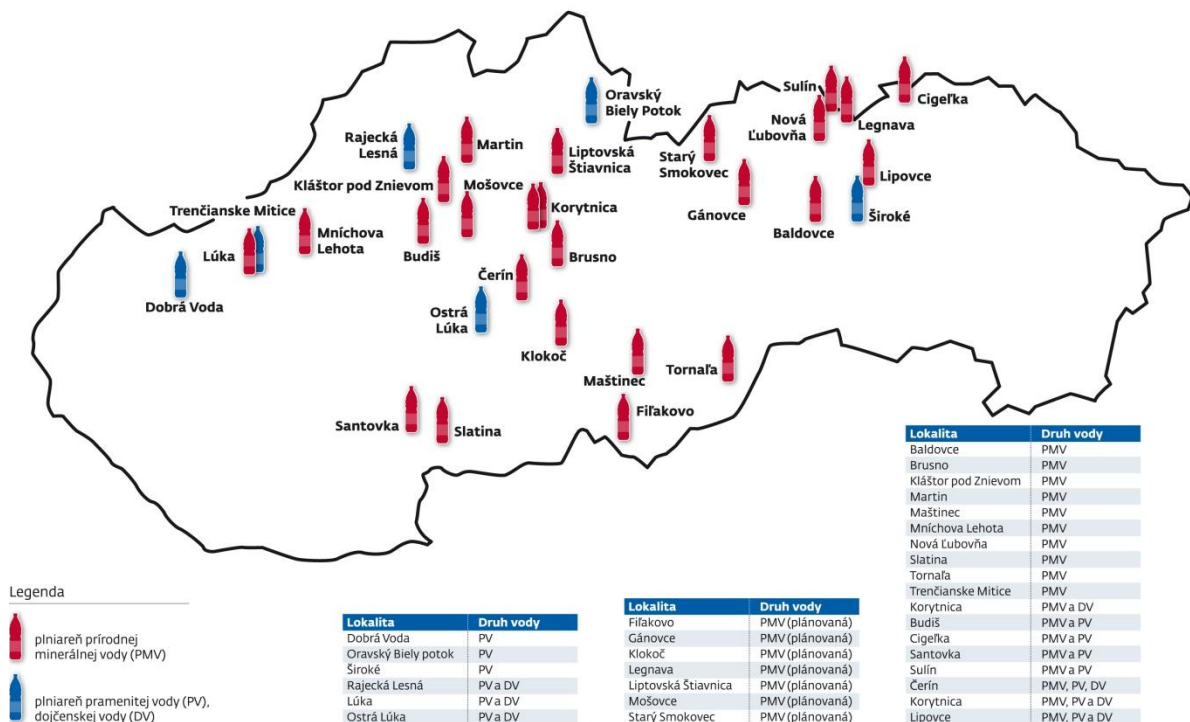 Oravský
Biely Potok
Sulín
Cigeľka
Nová
Ľubovňa
Legnava
Rajecká
Lesná
Martin
Liptovská
Štiavnica
Starý
Smokovec
Lipovce
Kláštor pod Znievom
Mošovce
Gánovce
Korytnica
Baldovce
Široké
Trenčianske Mitice
Mníchova
Lehota
Lúka
Budiš
Brusno
Dobrá Voda
Čerín
Ostrá
Lúka
Klokoč
Maštinec
Tornaľa
Santovka
Slatina
Fiľakovo
Legenda
plniareň prírodnej
minerálnej vody (PMV)
plniareň pramenitej vody (PV),
dojčenskej vody (DV)
Lokalita Druh vody
Dobrá Voda PV
Oravský Biely potok PV
Široké PV
Rajecká Lesná PV a DV
Lúka PV a DV
Ostrá Lúka PV a DV
Lokalita Druh vody
Fiľakovo PMV (plánovaná)
Gánovce PMV (plánovaná)
Klokoč PMV (plánovaná)
Legnava PMV (plánovaná)
Liptovská Štiavnica PMV (plánovaná)
Mošovce PMV (plánovaná)
Starý Smokovec PMV (plánovaná)
Lokalita Druh vody
Baldovce PMV
Brusno PMV
Kláštor pod Znievom PMV
Martin PMV
Maštinec PMV
Mníchova Lehota PMV
Nová Ľubovňa PMV
Slatina PMV
Tornaľa PMV
Trenčianske Mitice PMV
Korytnica PMV a DV
Budiš PMV a PV
Cigeľka PMV a PV
Santovka PMV a PV
Sulín PMV a PV
Čerín PMV, PV, DV
Korytnica PMV, PV a DV
Lipovce PMV, PV a DV